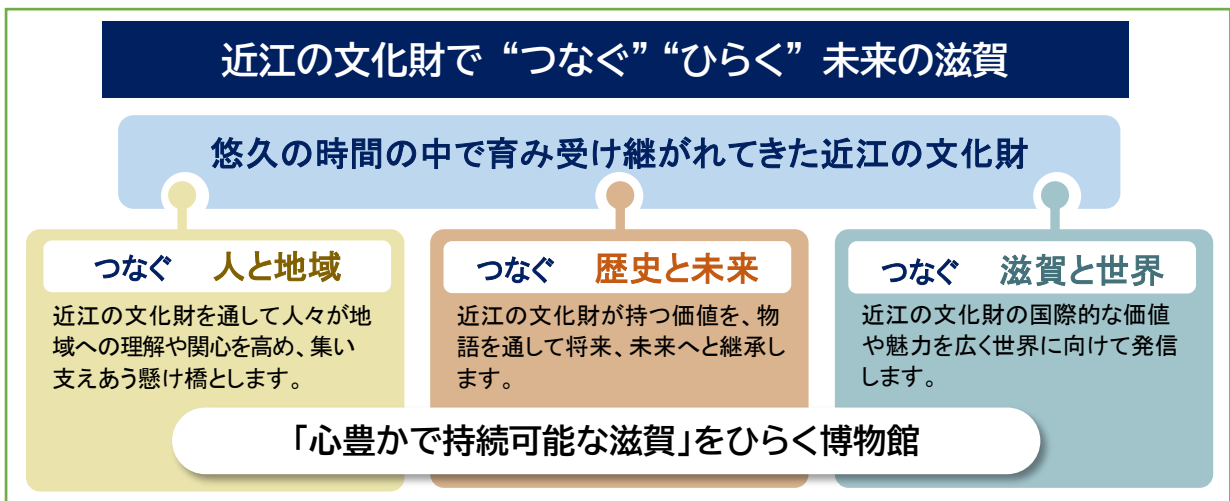 近江の文化財で“つなぐ”“ひらく”未来の滋賀
悠久の時間の中で育み受け継がれてきた近江の文化財
つなぐ 人と地域
近江の文化財を通して人々が地
域への理解や関心を高め、集い
支えあう懸け橋とします。
つなぐ 歴史と未来
近江の文化財が持つ価値を、物
語を通して将来、未来へと継承し
ます。
つなぐ 滋賀と世界
近江の文化財の国際的な価値
や魅力を広く世界に向けて発信
します。
「心豊かで持続可能な滋賀」をひらく博物館